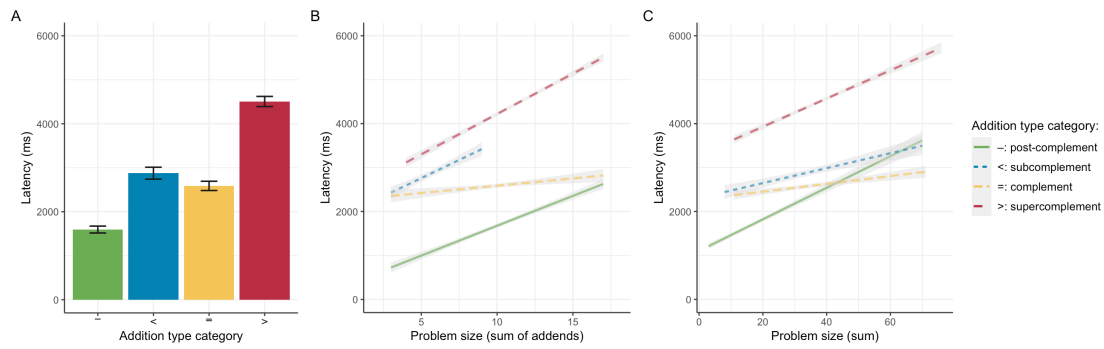 A
B
C
6000
4000
2000
0
Latency (ms)
–
<
=
>
Addition type category
6000
4000
2000
0
Latency (ms)
5
10
15
Problem size (sum of addends)
6000
4000
2000
0
Latency (ms)
0
20
40
60
Problem size (sum)
Addition type category:
–: post-complement
<: subcomplement
=: complement
>: supercomplement